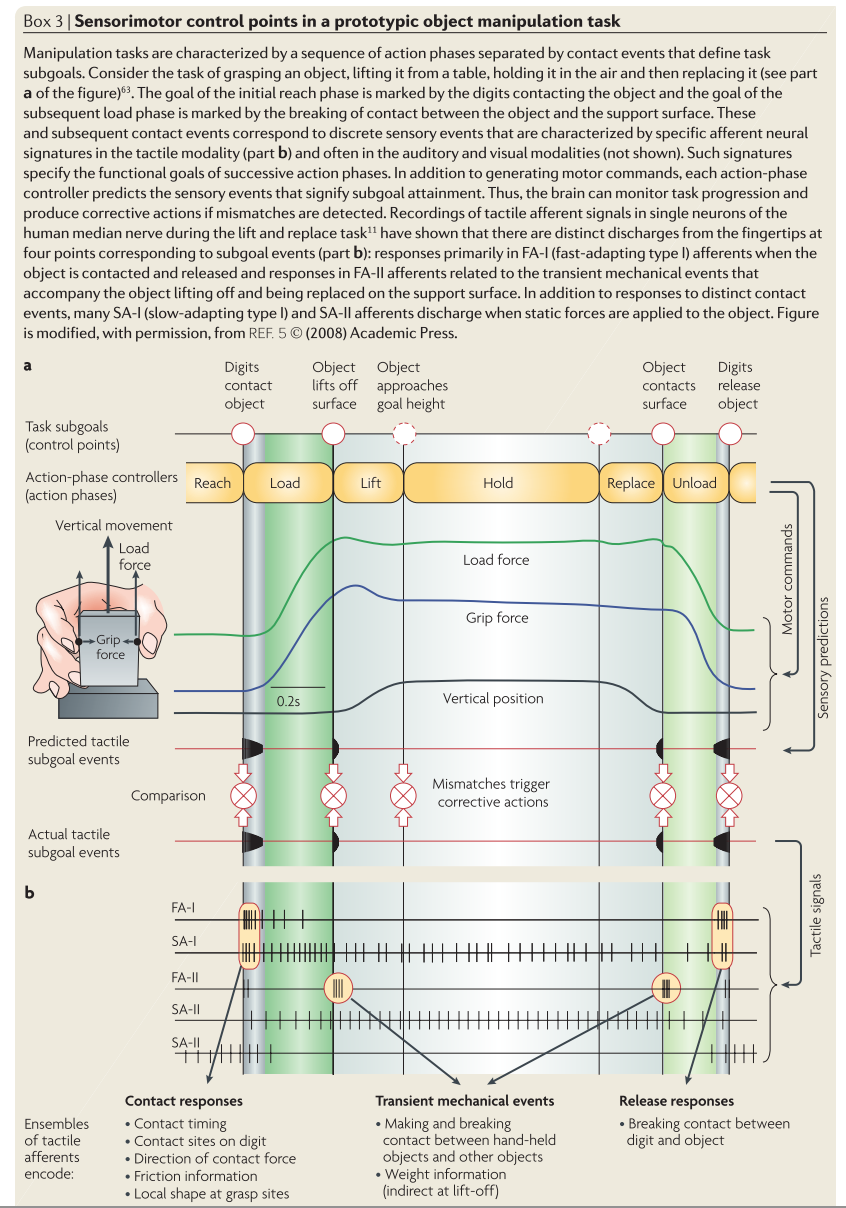 Box 3 | Sensorimotor control points in a prototypic object manipulation task
Manipulation tasks are characterized by a sequence of action phases separated by contact events that define task
subgoals. Consider the task of grasping an object, lifting it from a table, holding it in the air and then replacing it (see part
a of the figure)63. The goal of the initial reach phase is marked by the digits contacting the object and the goal of the
subsequent load phase is marked by the breaking of contact between the object and the support surface. These
and subsequent contact events correspond to discrete sensory events that are characterized by specific afferent neural
signatures in the tactile modality (part b) and often in the auditory and visual modalities (not shown). Such signatures
specify the functional goals of successive action phases. In addition to generating motor commands, each action-phase
controller predicts the sensory events that signify subgoal attainment. Thus, the brain can monitor task progression and
produce corrective actions if mismatches are detected. Recordings of tactile afferent signals in single neurons of the
human median nerve during the lift and replace task11 have shown that there are distinct discharges from the fingertips at
four points corresponding to subgoal events (part b): responses primarily in FA-I (fast-adapting type I) afferents when the
object is contacted and released and responses in FA-II afferents related to the transient mechanical events that
accompany the object lifting off and being replaced on the support surface. In addition to responses to distinct contact
events, many SA-I (slow-adapting type I) and SA-II afferents discharge when static forces are applied to the object. Figure
is modified, with permission, from REF. 5 © (2008) Academic Press.
a
Digits
contact
object
Object
lifts off
surface
Object
approaches
goal height
Object
contacts
surface
Digits
release
object
Task subgoals
(control points)
Action-phase controllers
(action phases)
Reach
Load
Lift
Hold
Replace
Unload
Vertical movement
Load
force
Grip
force
Load force
Grip force
0.2s
Vertical position
Motor commands
Sensory predictions
Predicted tactile
subgoal events
Comparison
Mismatches trigger
corrective actions
Actual tactile
subgoal events
b
FA-I
SA-I
FA-II
SA-II
SA-II
Tactile signals
Ensembles
of tactile
afferents
encode:
Contact responses
• Contact timing
• Contact sites on digit
• Direction of contact force
• Friction information
• Local shape at grasp sites
Transient mechanical events
• Making and breaking
contact between hand-held
objects and other objects
• Weight information
(indirect at lift-off)
Release responses
• Breaking contact between
digit and object